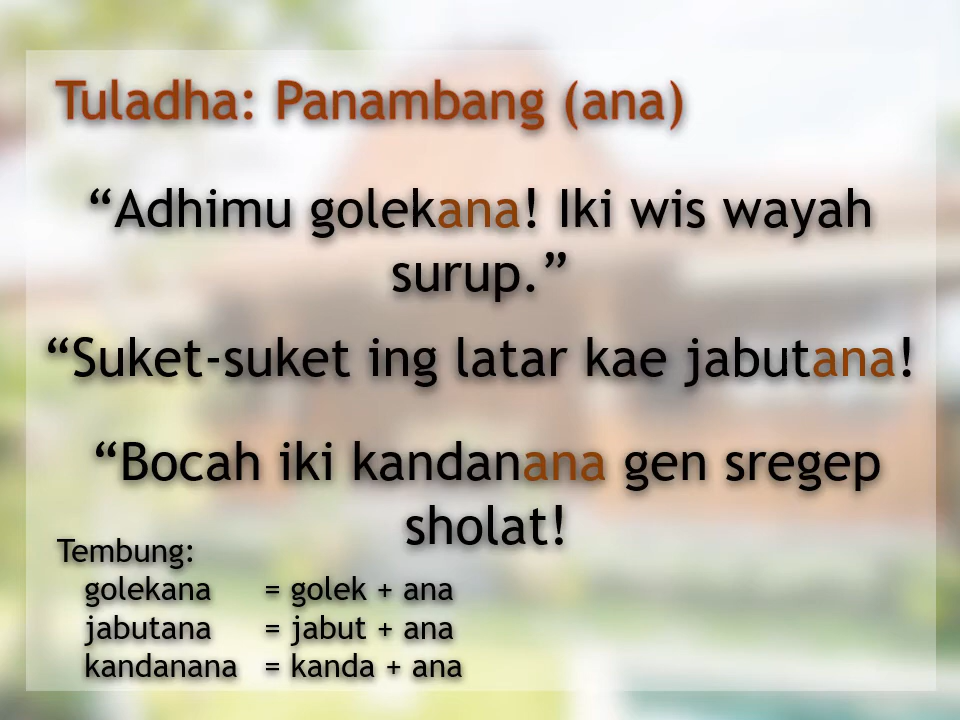 Tuladha: Panambang (ana)
“Adhimu golekana! Iki wis wayah
surup.”
“Suket-suket ing latar kae jabutana!
“Bocah iki kandanana gen sregep
sholat!
Tembung:
golekana = golek + ana
jabutana = jabut + ana
kandanana = kanda + ana